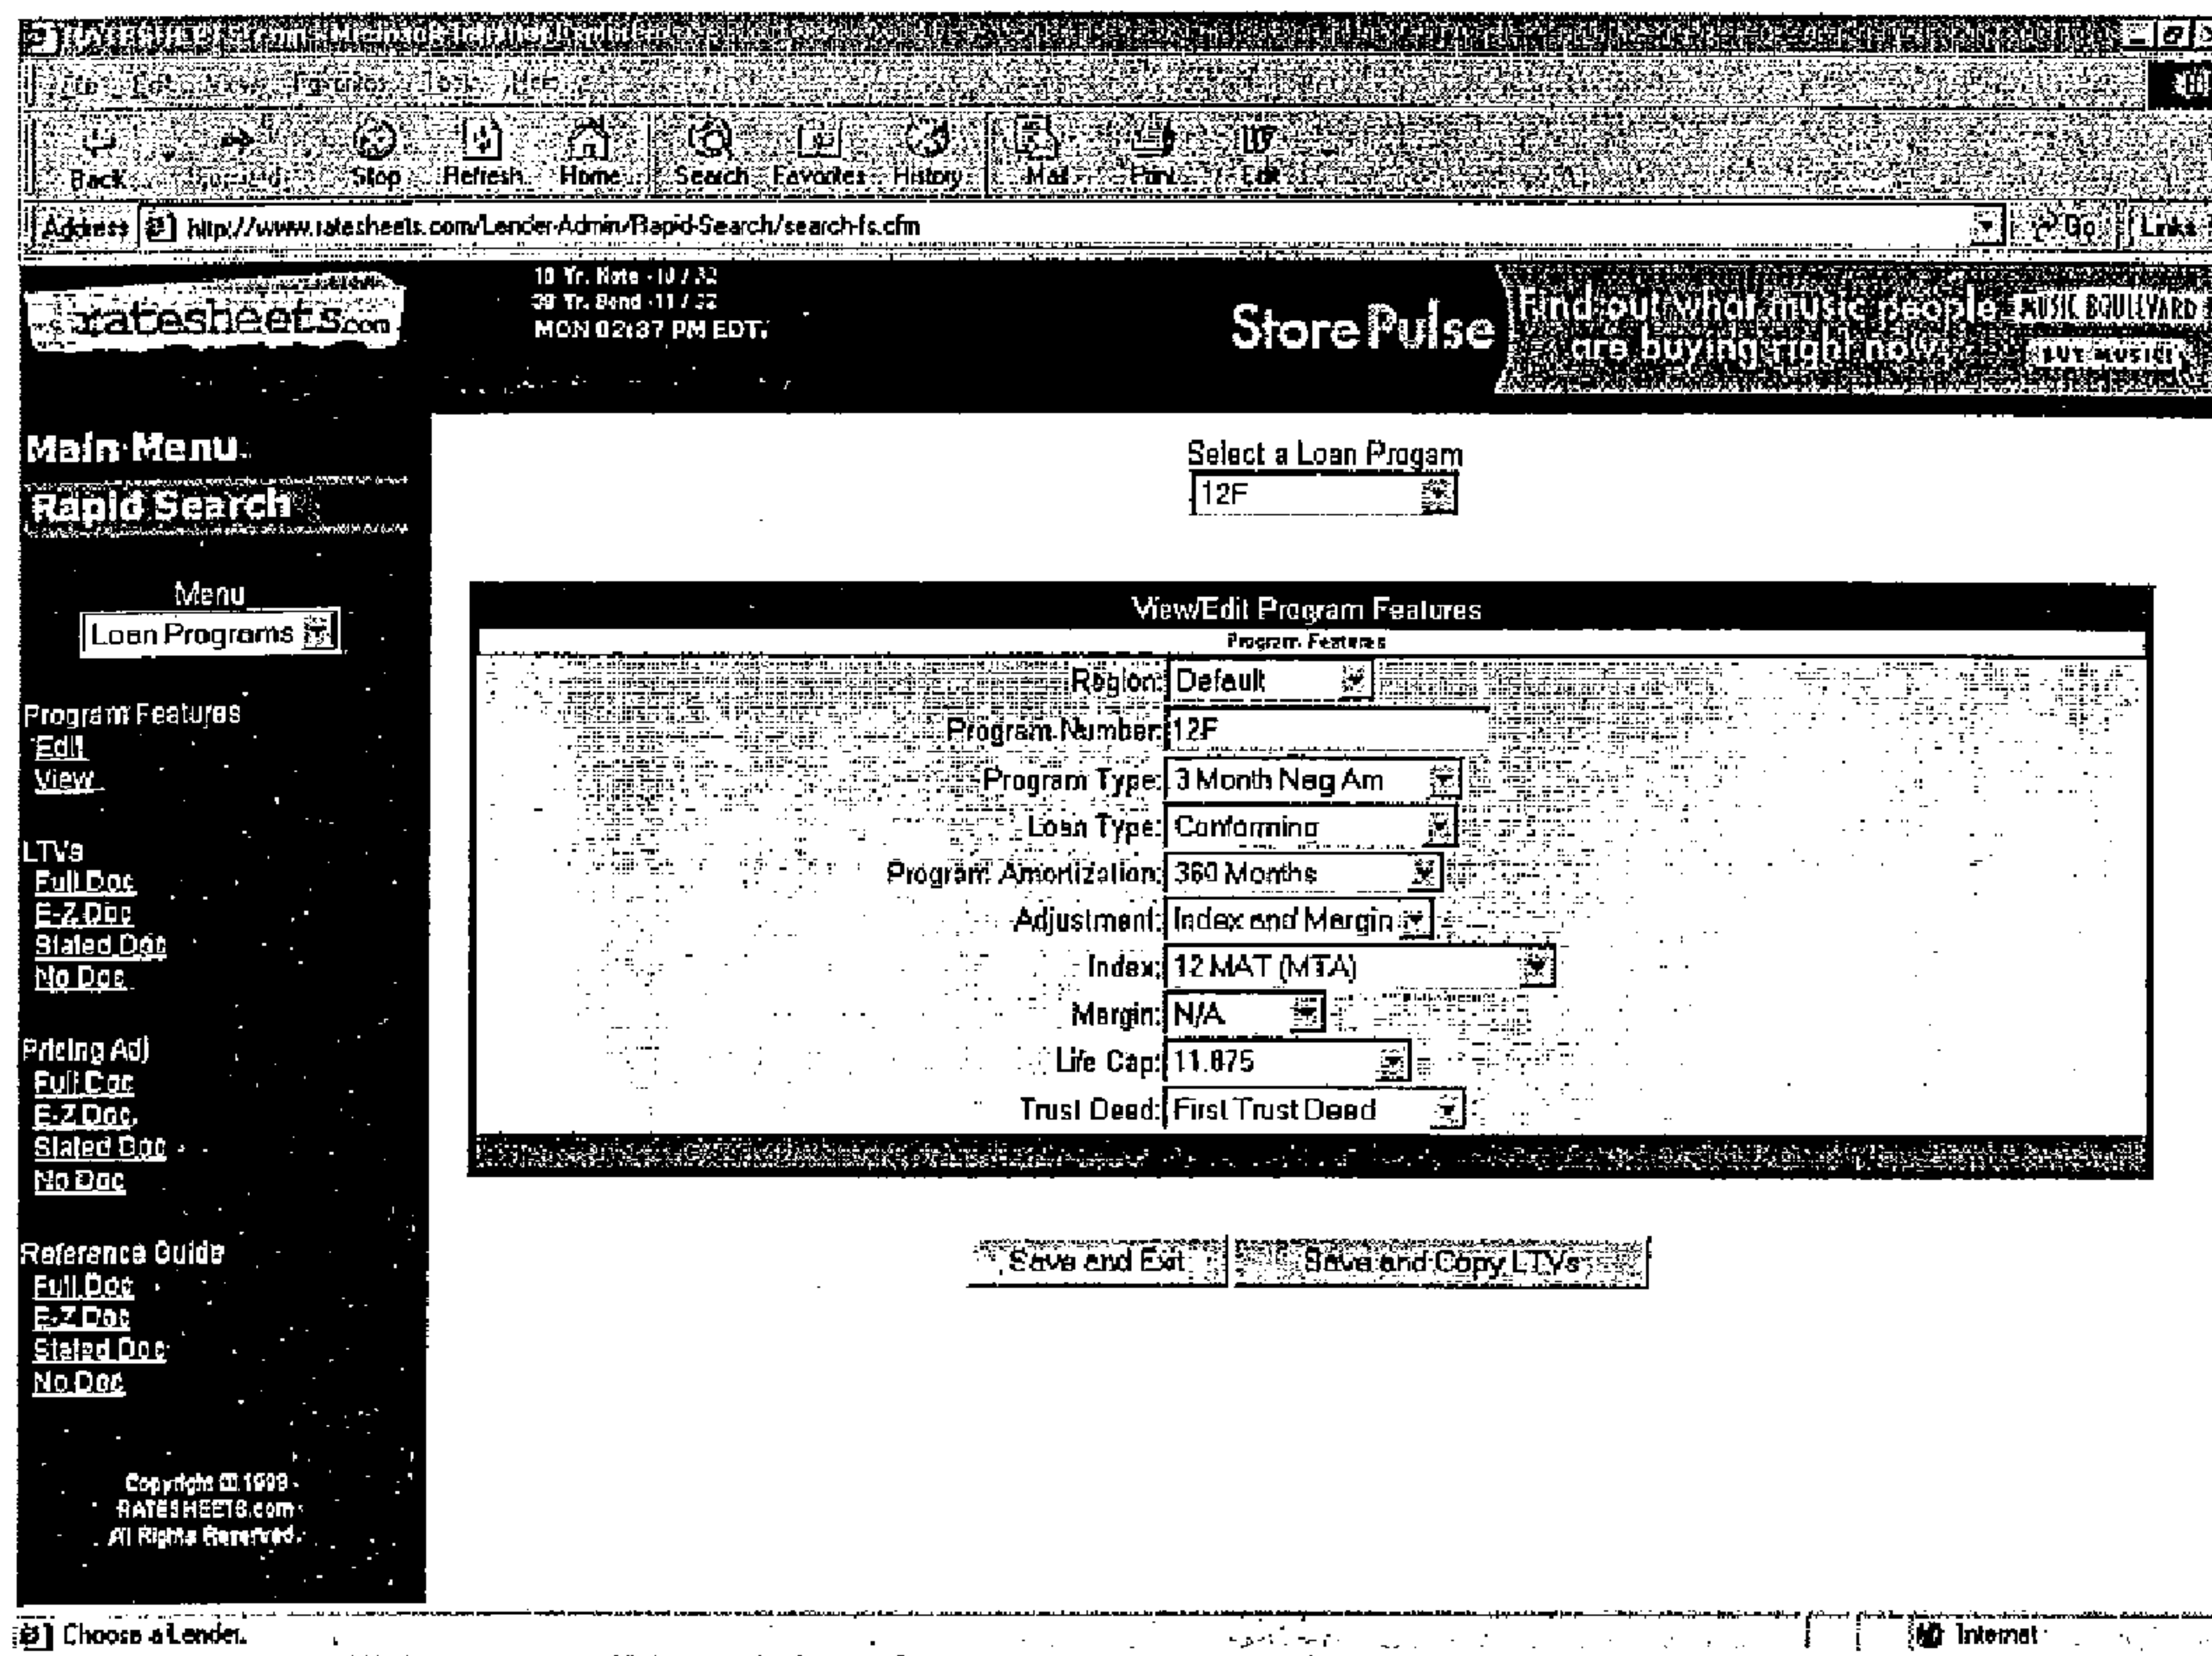 Back Stop Refresh Home Search Favorites History Mail Print Edit
Address http://www.ratesheets.com/Lender-Admin/Rapid-Search/search-fs.cfm Go Links
ratesheets.com
10 Yr. Note -10 / 32
30 Yr. Bond -11 / 32
MON 02:37 PM EDT.
StorePulse
Find out what music people
are buying right now.
MUSIC BOULEVARD
BUY MUSIC!
Main Menu
Rapid Search
Menu
Loan Programs
Program Features
Edit
View
LTVs
Full Doc
E-Z Doc
Stated Doc
No Doc
Pricing Adj
Full Doc
E-Z Doc
Stated Doc
No Doc
Reference Guide
Full Doc
E-Z Doc
Stated Doc
No Doc
Copyright © 1999
RATESHEETS.com
All Rights Reserved.
Select a Loan Progam
12F
View/Edit Program Features
Program Features
Region: Default
Program Number: 12F
Program Type: 3 Month Neg Am
Loan Type: Conforming
Program Amortization: 360 Months
Adjustment: Index and Margin
Index: 12 MAT (MTA)
Margin: N/A
Life Cap: 11.875
Trust Deed: First Trust Deed
Save and Exit Save and Copy LTVs
Choose a Lender. Internet